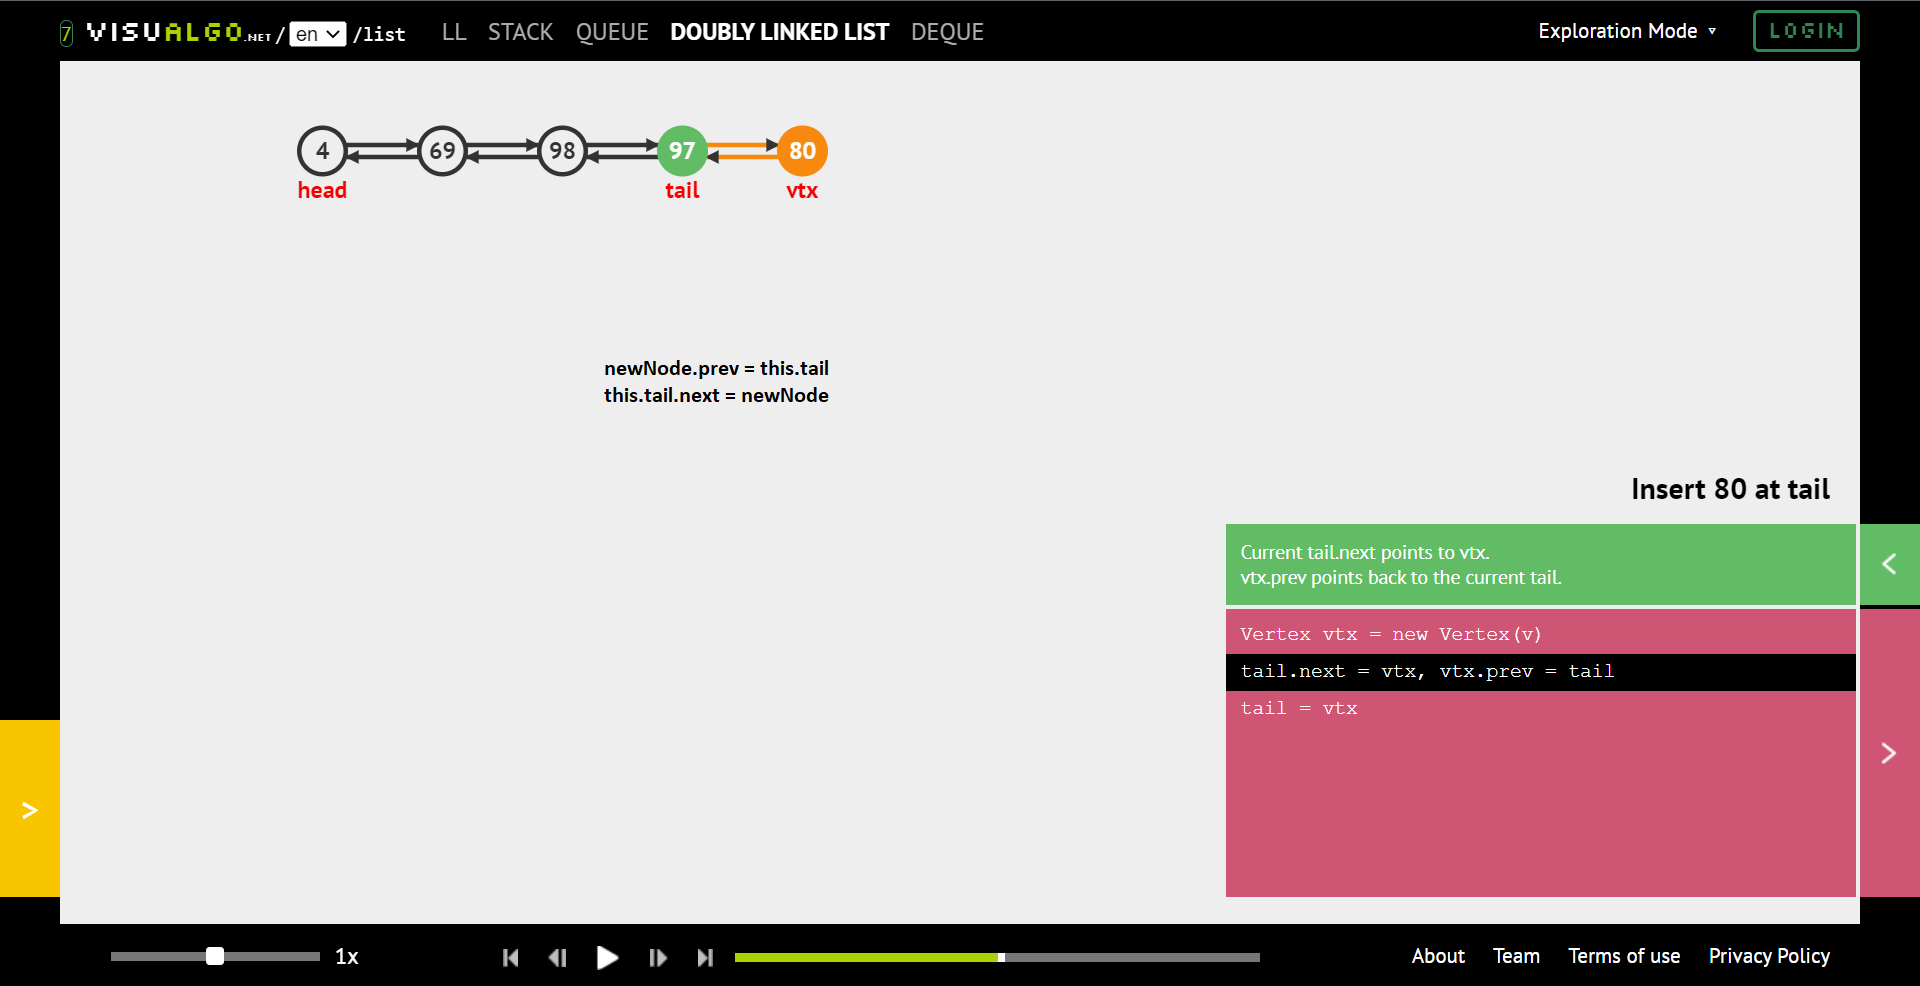 7 VISUALGO.NET / en /list LL STACK QUEUE DOUBLY LINKED LIST DEQUE Exploration Mode ▾ LOGIN
4 69 98 97 80
head tail vtx
newNode.prev = this.tail
this.tail.next = newNode
Insert 80 at tail
Current tail.next points to vtx.
vtx.prev points back to the current tail.
<
Vertex vtx = new Vertex(v)
tail.next = vtx, vtx.prev = tail
tail = vtx
>
>
1x About Team Terms of use Privacy Policy